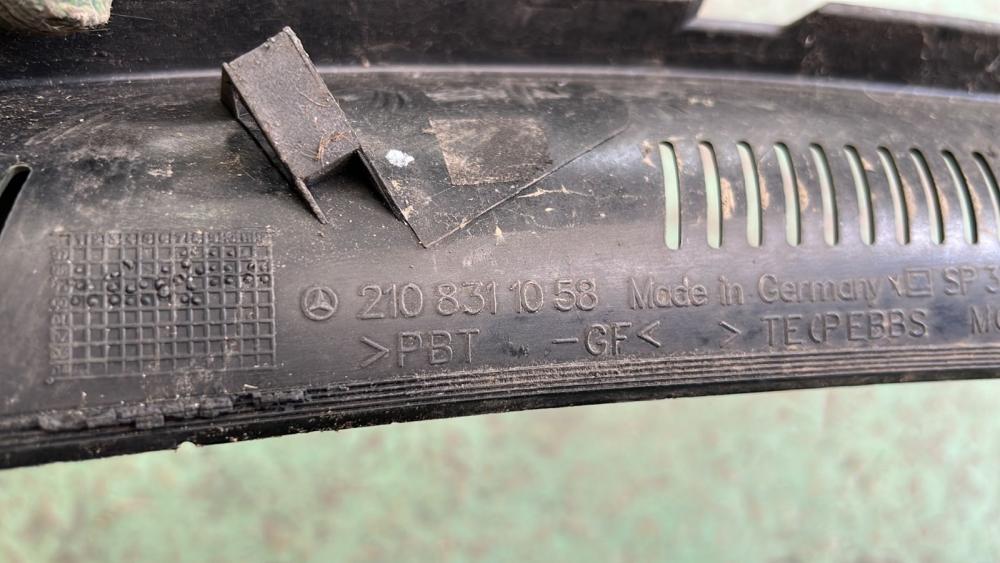 210 831 10 58 Made in Germany SP 3
>PBT -GF< > TE(PEBBS M